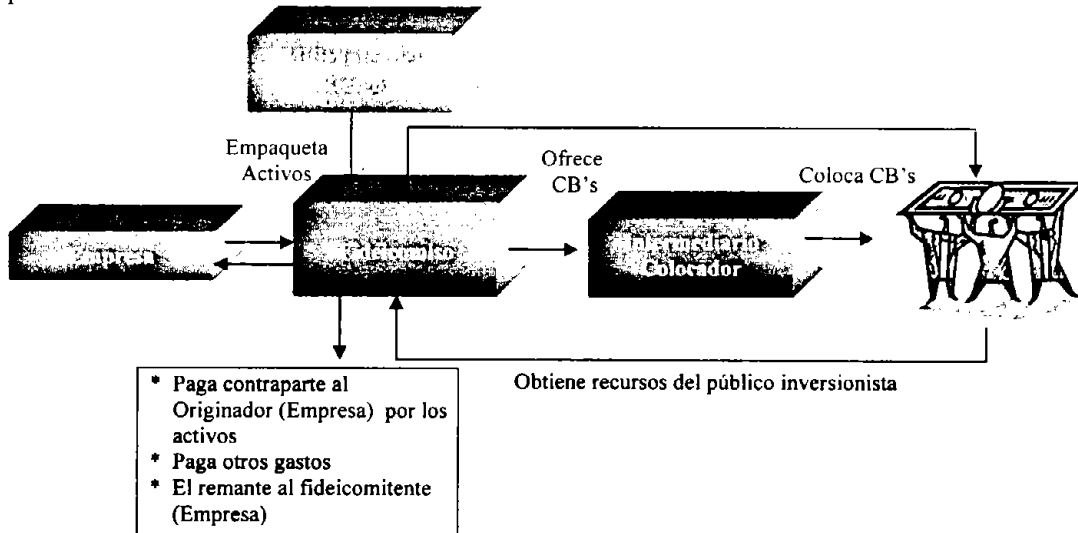 Empaqueta
Activos
Ofrece
CB's
Coloca CB's
Empresa
Fideicomiso
Intermediario
Colocador
Obtiene recursos del público inversionista
* Paga contraparte al
Originador (Empresa) por los
activos
* Paga otros gastos
* El remante al fideicomitente
(Empresa)